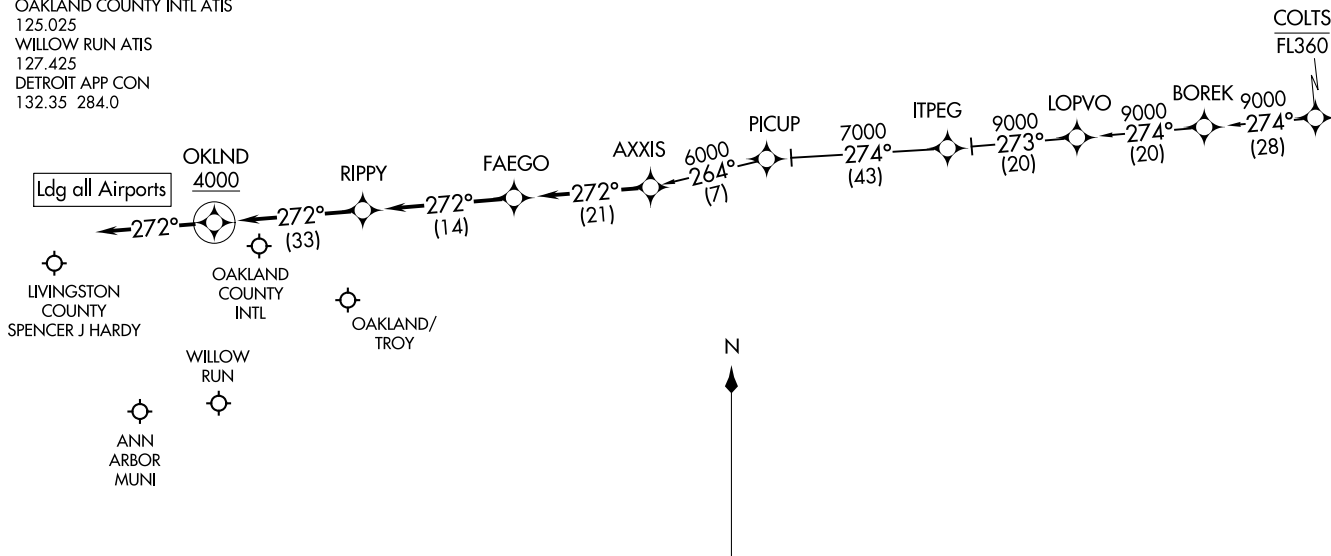 OAKLAND COUNTY INTL ATIS
125.025
WILLOW RUN ATIS
127.425
DETROIT APP CON
132.35 284.0
COLTS
FL360
9000
274°
(28)
BOREK
9000
274°
(20)
LOPVO
9000
273°
(20)
ITPEG
7000
274°
(43)
PICUP
6000
264°
(7)
AXXIS
272°
(21)
FAEGO
272°
(14)
RIPPY
272°
(33)
OKLND
4000
272°
Ldg all Airports
LIVINGSTON
COUNTY
SPENCER J HARDY
OAKLAND
COUNTY
INTL
OAKLAND/
TROY
WILLOW
RUN
ANN
ARBOR
MUNI
N